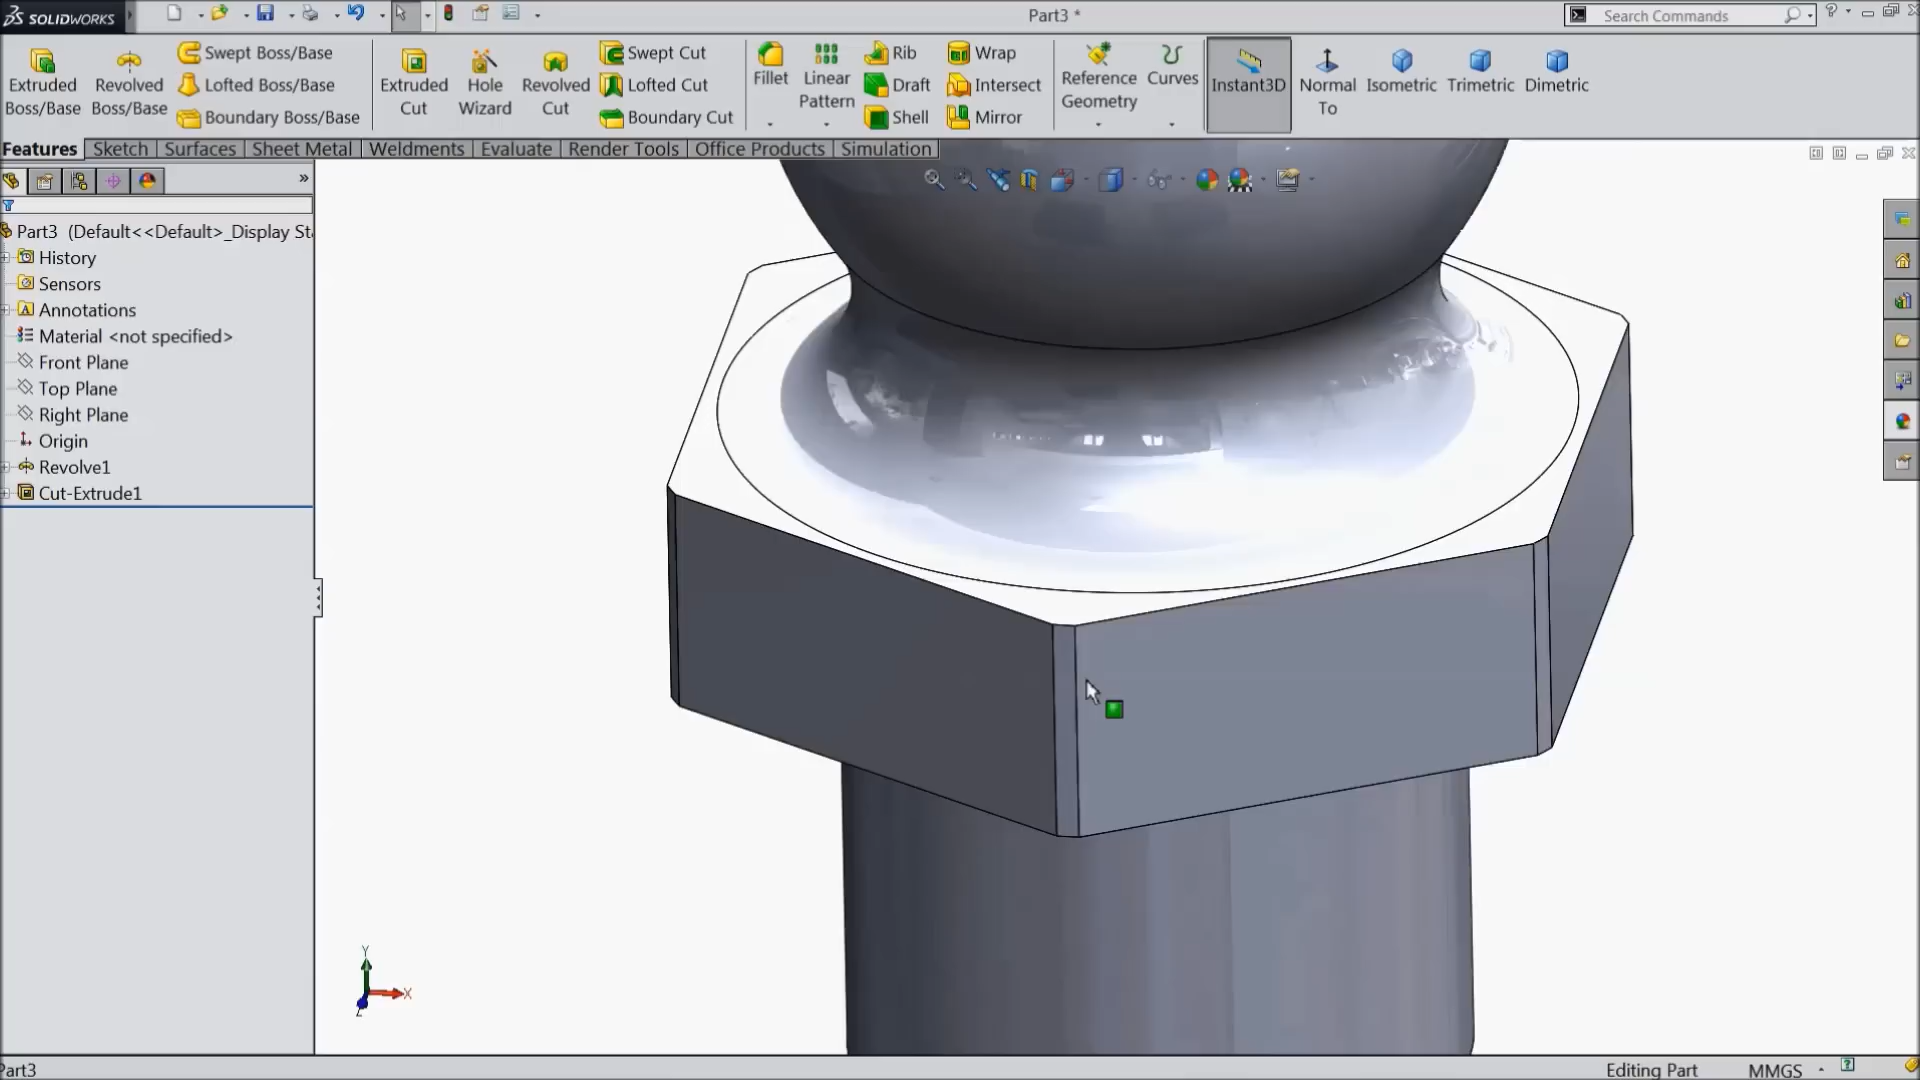 SOLIDWORKS
Part3 *
Search Commands
Extruded Boss/Base
Revolved Boss/Base
Swept Boss/Base
Lofted Boss/Base
Boundary Boss/Base
Extruded Cut
Hole Wizard
Revolved Cut
Swept Cut
Lofted Cut
Boundary Cut
Fillet
Linear Pattern
Rib
Draft
Shell
Wrap
Intersect
Mirror
Reference Geometry
Curves
Instant3D
Normal To
Isometric
Trimetric
Dimetric
Features
Sketch
Surfaces
Sheet Metal
Weldments
Evaluate
Render Tools
Office Products
Simulation
Part3 (Default<<Default>_Display St
History
Sensors
Annotations
Material <not specified>
Front Plane
Top Plane
Right Plane
Origin
Revolve1
Cut-Extrude1
Y
X
Z
Part3
Editing Part
MMGS